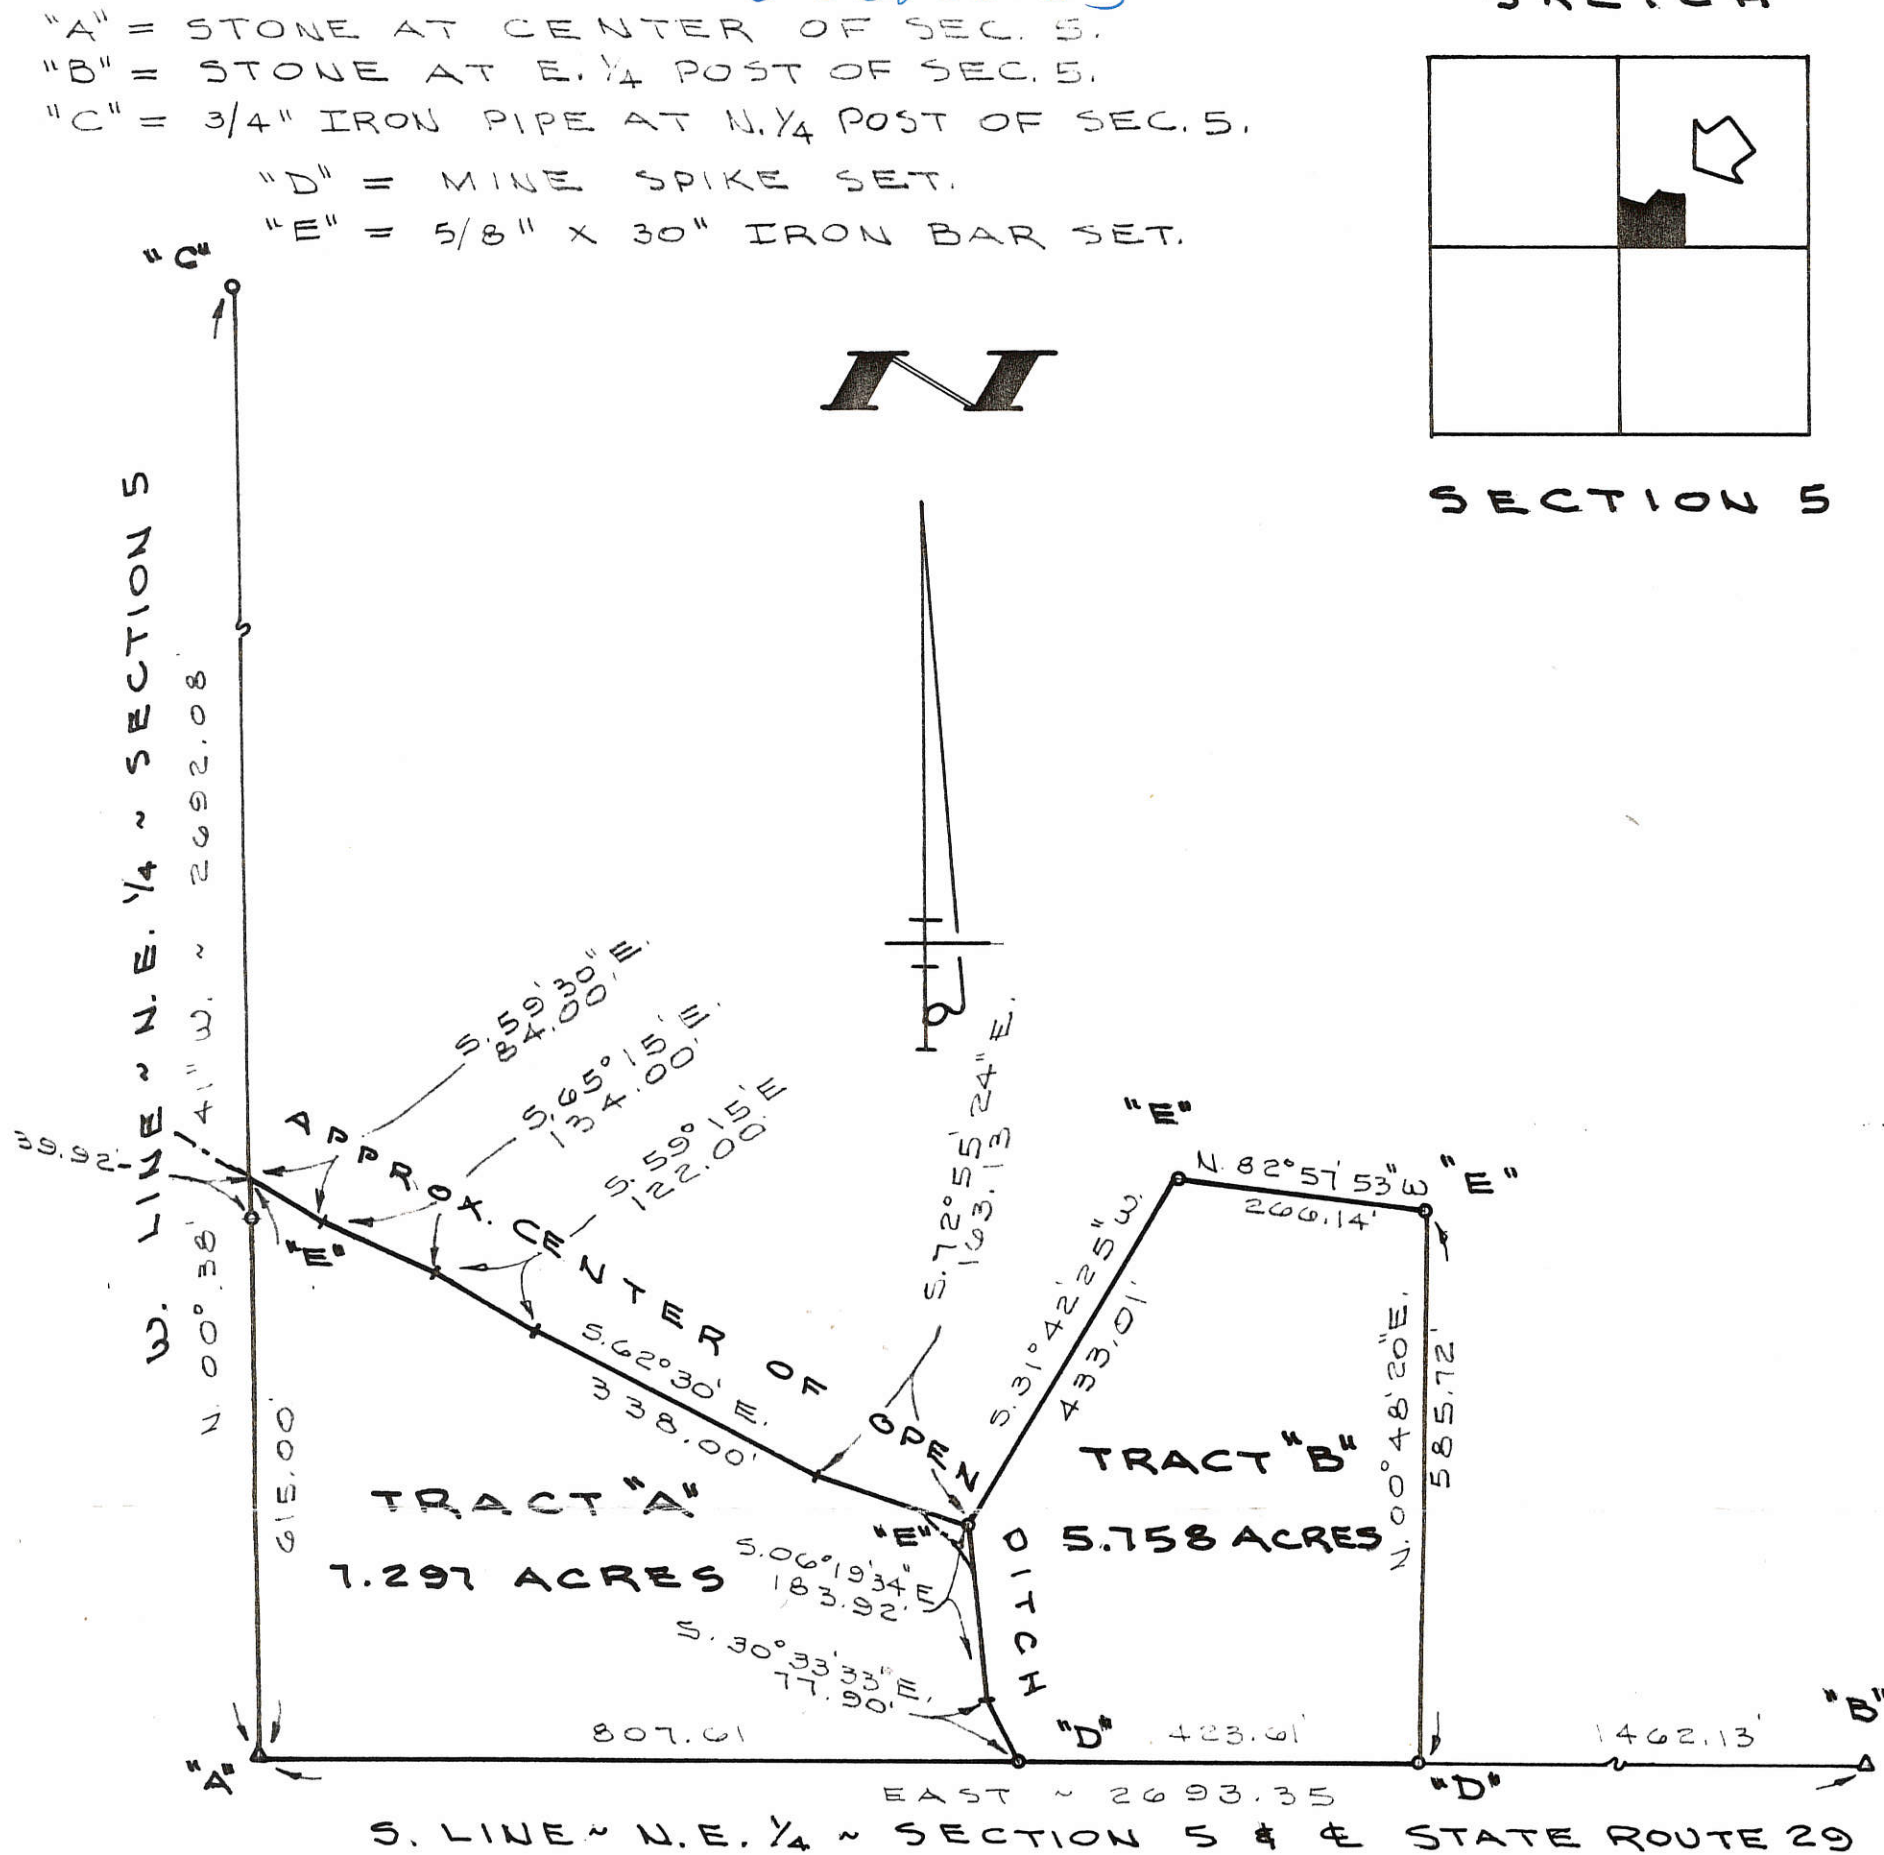 "A" = STONE AT CENTER OF SEC. 5.
"B" = STONE AT E. 1/4 POST OF SEC. 5.
"C" = 3/4" IRON PIPE AT N. 1/4 POST OF SEC. 5.
"D" = MINE SPIKE SET.
"E" = 5/8" X 30" IRON BAR SET.
SECTION 5
"C"
N
W. LINE ~ N.E. 1/4 ~ SECTION 5
N. 00° 38' 41" W. ~ 2692.08
S. 59° 30" E.
84.00'
S. 65° 15' E.
134.00'
S. 59° 15' E
122.00'
39.92'
"E"
APPROX. CENTER OF OPEN DITCH
S. 62° 30' E.
338.00'
S. 72° 55' 24" E.
163.13
"E"
N. 82° 57' 53" W
266.14'
"E"
S. 31° 42' 25" W.
433.01'
N. 00° 48' 20" E.
585.72'
615.00'
TRACT "A"
7.297 ACRES
TRACT "B"
5.758 ACRES
"E"
S. 06° 19' 34" E
183.92'
S. 30° 33' 33" E.
77.90'
"A"
807.61
"D"
423.61'
"D"
1462.13'
"B"
EAST ~ 2693.35
S. LINE ~ N.E. 1/4 ~ SECTION 5 & ℄ STATE ROUTE 29